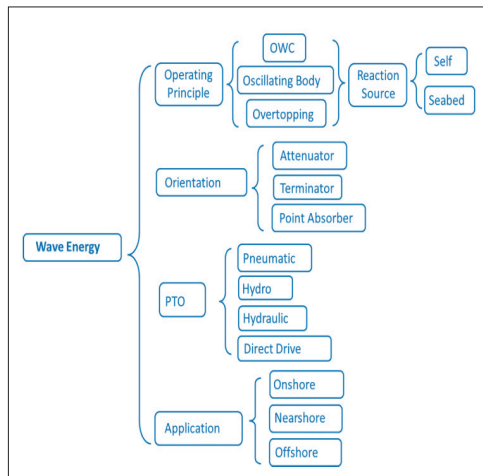 Wave Energy
Operating
Principle
OWC
Oscillating Body
Overtopping
Reaction
Source
Self
Seabed
Orientation
Attenuator
Terminator
Point Absorber
PTO
Pneumatic
Hydro
Hydraulic
Direct Drive
Application
Onshore
Nearshore
Offshore